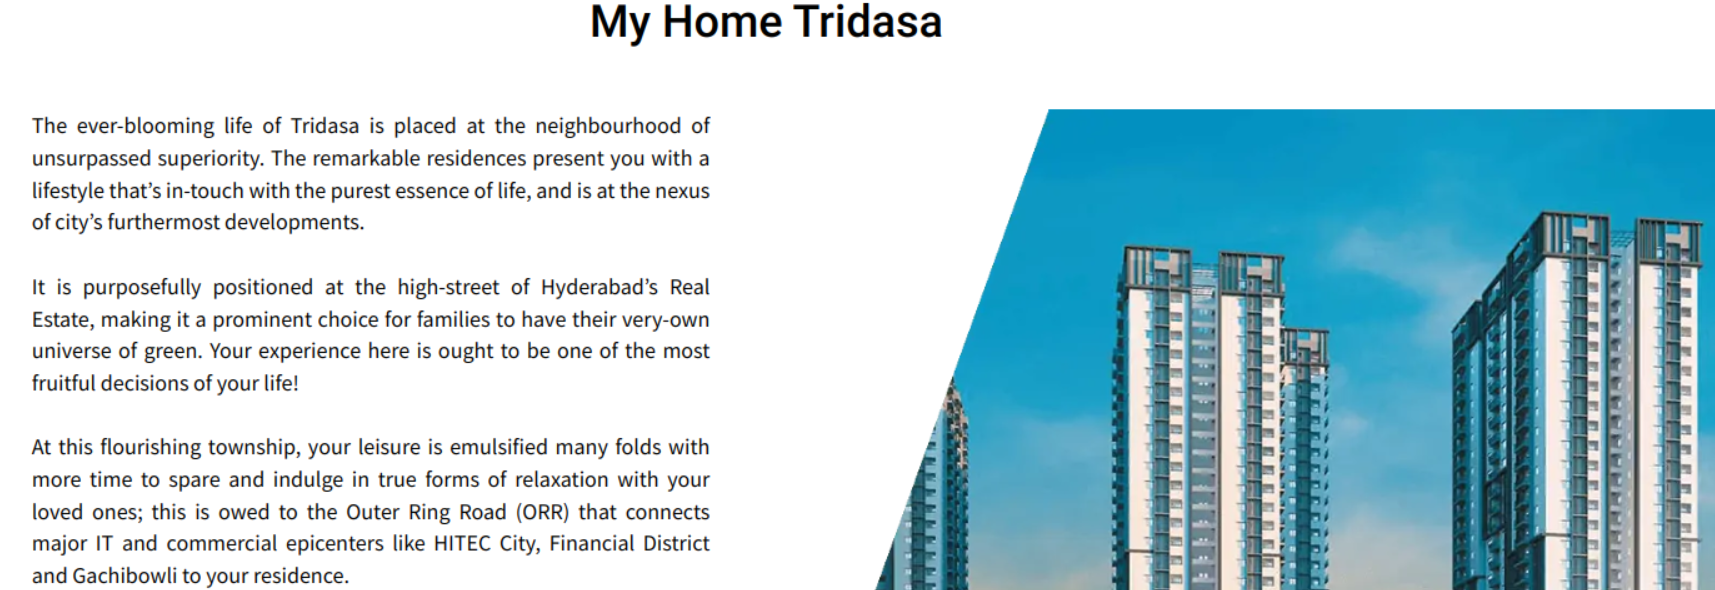 My Home Tridasa
The ever-blooming life of Tridasa is placed at the neighbourhood of
unsurpassed superiority. The remarkable residences present you with a
lifestyle that’s in-touch with the purest essence of life, and is at the nexus
of city’s furthermost developments.
It is purposefully positioned at the high-street of Hyderabad’s Real
Estate, making it a prominent choice for families to have their very-own
universe of green. Your experience here is ought to be one of the most
fruitful decisions of your life!
At this flourishing township, your leisure is emulsified many folds with
more time to spare and indulge in true forms of relaxation with your
loved ones; this is owed to the Outer Ring Road (ORR) that connects
major IT and commercial epicenters like HITEC City, Financial District
and Gachibowli to your residence.